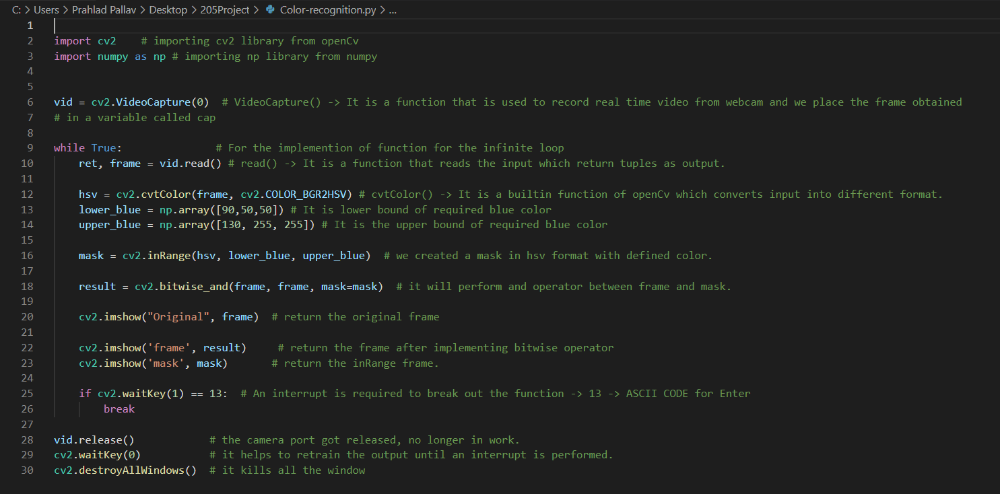 C: > Users > Prahlad Pallav > Desktop > 205Project > Color-recognition.py > ...
1
2 import cv2    # importing cv2 library from openCv
3 import numpy as np # importing np library from numpy
4
5
6 vid = cv2.VideoCapture(0)  # VideoCapture() -> It is a function that is used to record real time video from webcam and we place the frame obtained
7 # in a variable called cap
8
9 while True:               # For the implemention of function for the infinite loop
10     ret, frame = vid.read() # read() -> It is a function that reads the input which return tuples as output.
11
12     hsv = cv2.cvtColor(frame, cv2.COLOR_BGR2HSV) # cvtColor() -> It is a builtin function of openCv which converts input into different format.
13     lower_blue = np.array([90,50,50]) # It is lower bound of required blue color
14     upper_blue = np.array([130, 255, 255]) # It is the upper bound of required blue color
15
16     mask = cv2.inRange(hsv, lower_blue, upper_blue)  # we created a mask in hsv format with defined color.
17
18     result = cv2.bitwise_and(frame, frame, mask=mask)  # it will perform and operator between frame and mask.
19
20     cv2.imshow("Original", frame)  # return the original frame
21
22     cv2.imshow('frame', result)     # return the frame after implementing bitwise operator
23     cv2.imshow('mask', mask)       # return the inRange frame.
24
25     if cv2.waitKey(1) == 13:  # An interrupt is required to break out the function -> 13 -> ASCII CODE for Enter
26         break
27
28 vid.release()            # the camera port got released, no longer in work.
29 cv2.waitKey(0)           # it helps to retrain the output until an interrupt is performed.
30 cv2.destroyAllWindows()  # it kills all the window